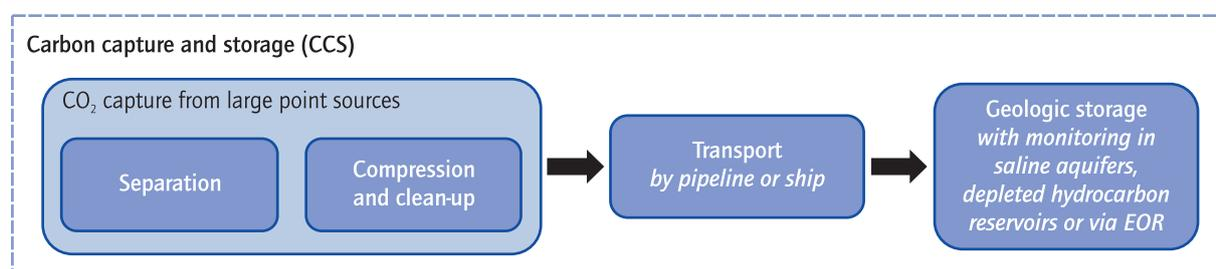 Carbon capture and storage (CCS)
CO₂ capture from large point sources
Separation
Compression
and clean-up
Transport
by pipeline or ship
Geologic storage
with monitoring in
saline aquifers,
depleted hydrocarbon
reservoirs or via EOR